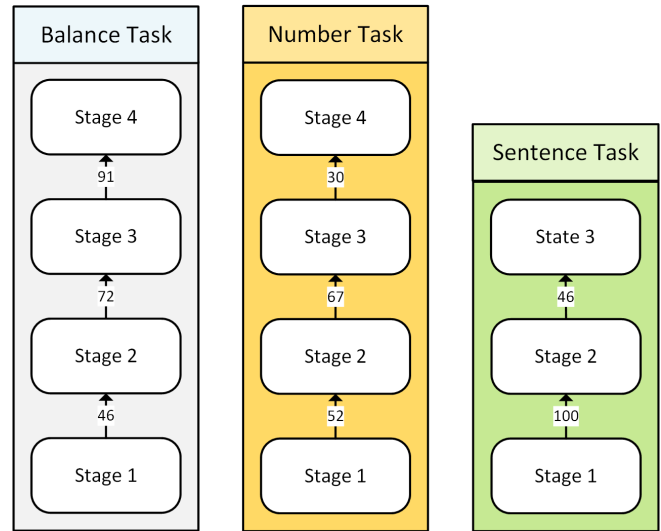 Balance Task
Stage 4
91
Stage 3
72
Stage 2
46
Stage 1
Number Task
Stage 4
30
Stage 3
67
Stage 2
52
Stage 1
Sentence Task
State 3
46
Stage 2
100
Stage 1